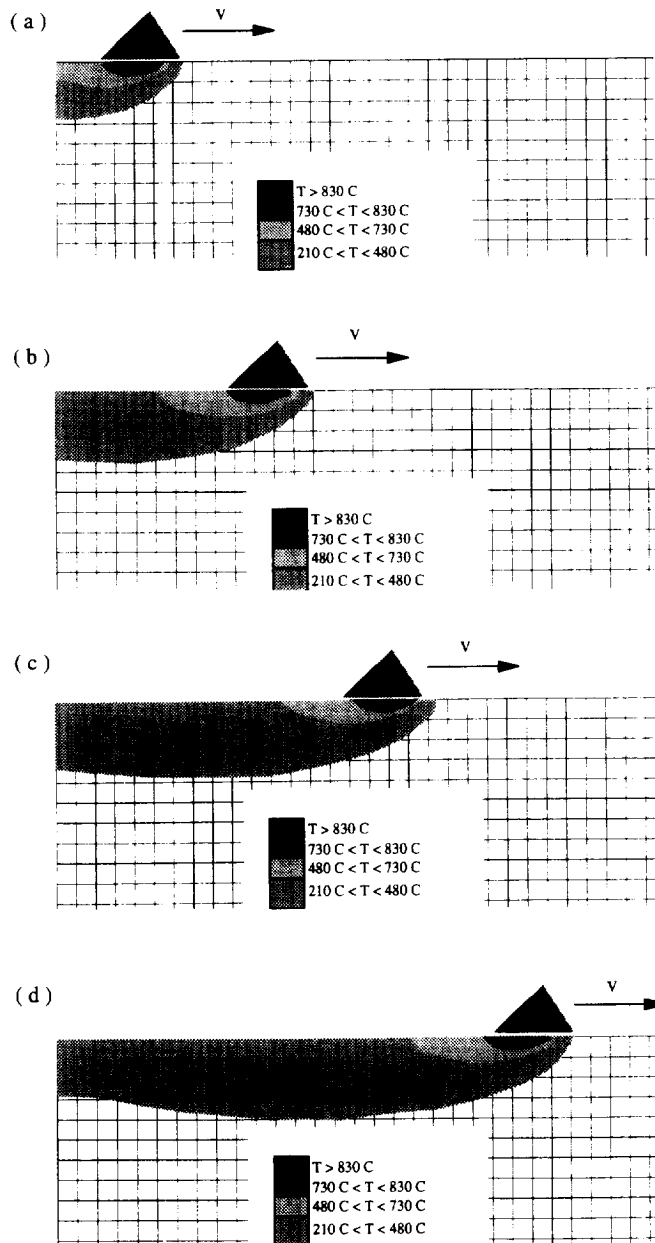 (a)
v
T > 830 C
730 C < T < 830 C
480 C < T < 730 C
210 C < T < 480 C
(b)
v
T > 830 C
730 C < T < 830 C
480 C < T < 730 C
210 C < T < 480 C
(c)
v
T > 830 C
730 C < T < 830 C
480 C < T < 730 C
210 C < T < 480 C
(d)
v
T > 830 C
730 C < T < 830 C
480 C < T < 730 C
210 C < T < 480 C